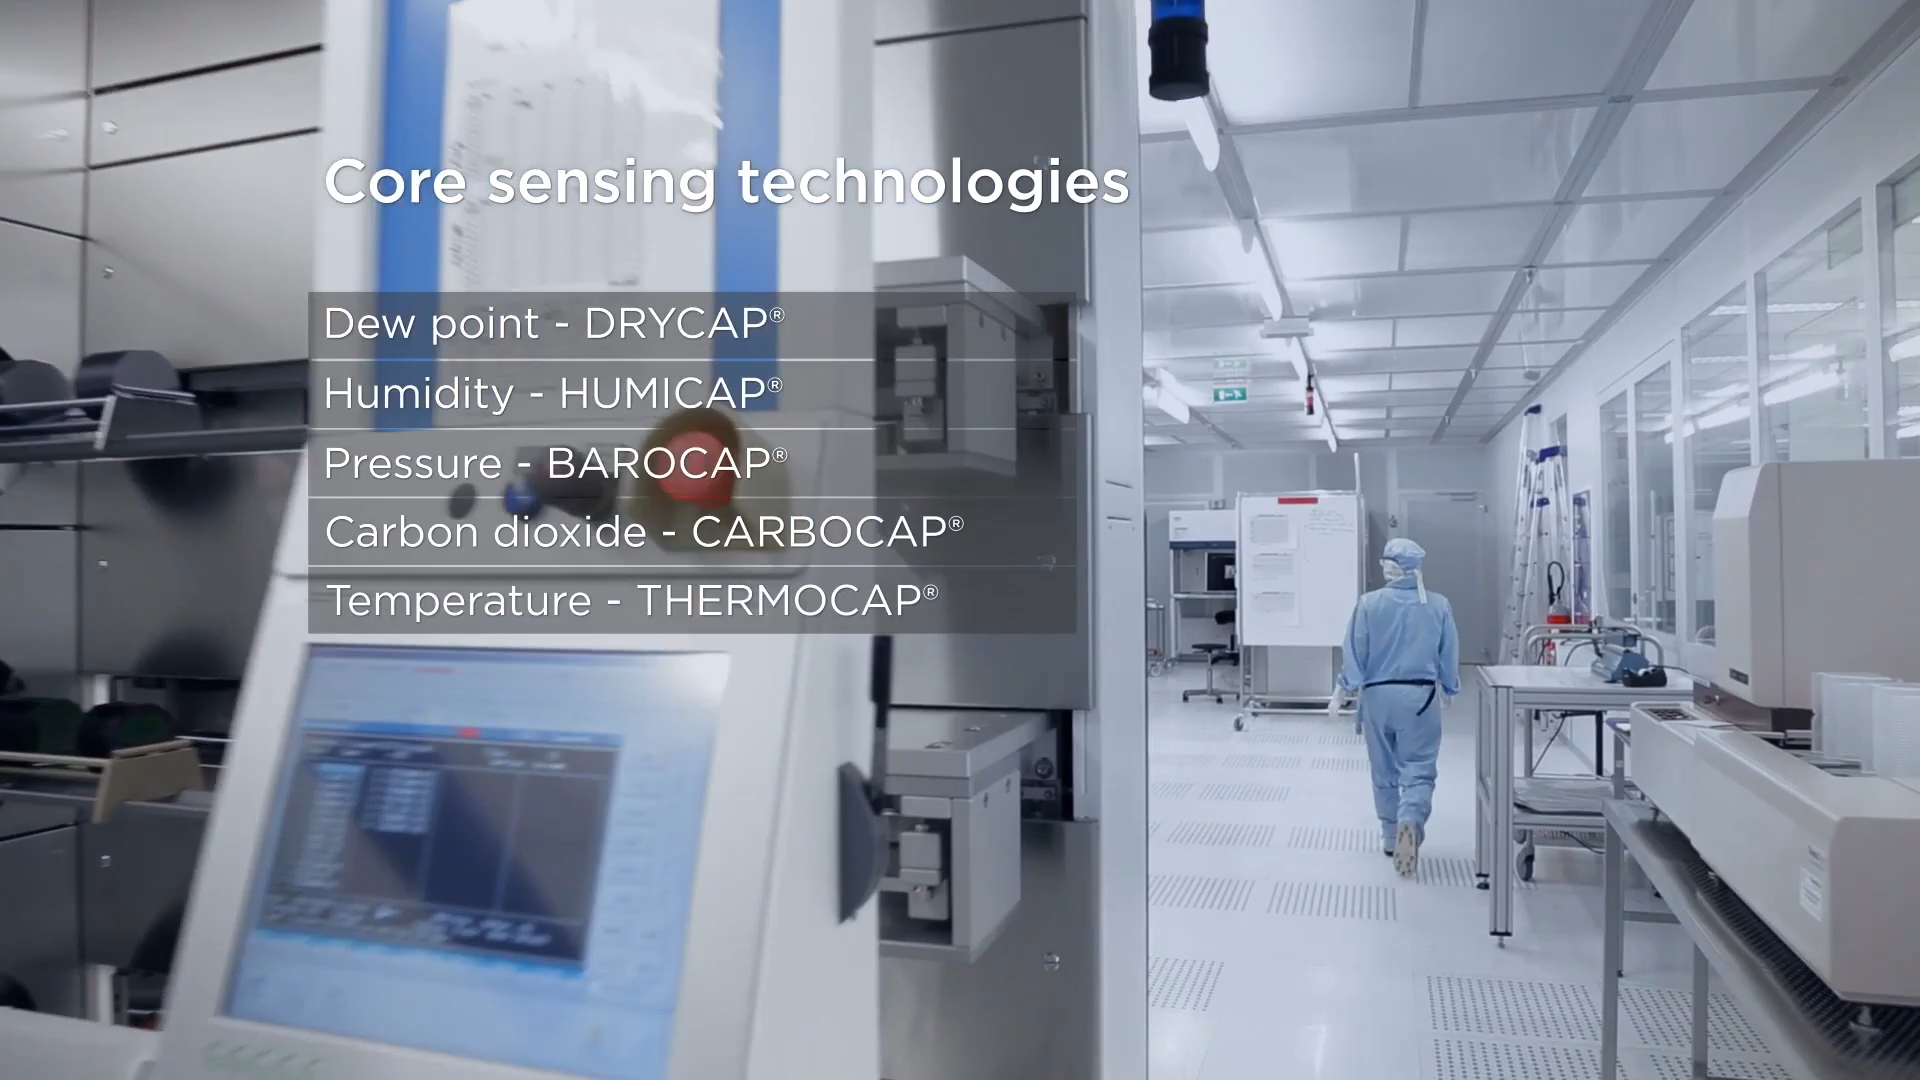 Core sensing technologies
Dew point - DRYCAP®
Humidity - HUMICAP®
Pressure - BAROCAP®
Carbon dioxide - CARBOCAP®
Temperature - THERMOCAP®